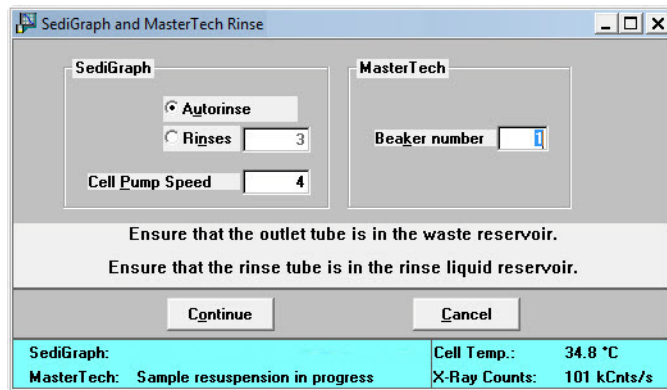 SediGraph and MasterTech Rinse
SediGraph
Autorinse
Rinses 3
Cell Pump Speed 4
MasterTech
Beaker number 1
Ensure that the outlet tube is in the waste reservoir.
Ensure that the rinse tube is in the rinse liquid reservoir.
Continue Cancel
SediGraph: Cell Temp.: 34.8 °C
MasterTech: Sample resuspension in progress X-Ray Counts: 101 kCnts/s